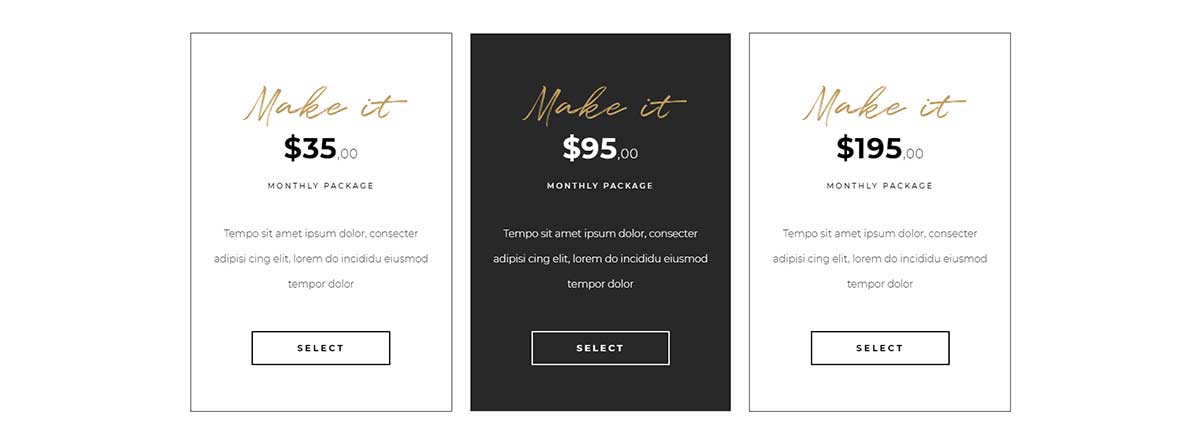 Make it
$35,00
MONTHLY PACKAGE
Tempo sit amet ipsum dolor, consecter
adipisi cing elit, lorem do incididu eiusmod
tempor dolor
SELECT
Make it
$95,00
MONTHLY PACKAGE
Tempo sit amet ipsum dolor, consecter
adipisi cing elit, lorem do incididu eiusmod
tempor dolor
SELECT
Make it
$195,00
MONTHLY PACKAGE
Tempo sit amet ipsum dolor, consecter
adipisi cing elit, lorem do incididu eiusmod
tempor dolor
SELECT